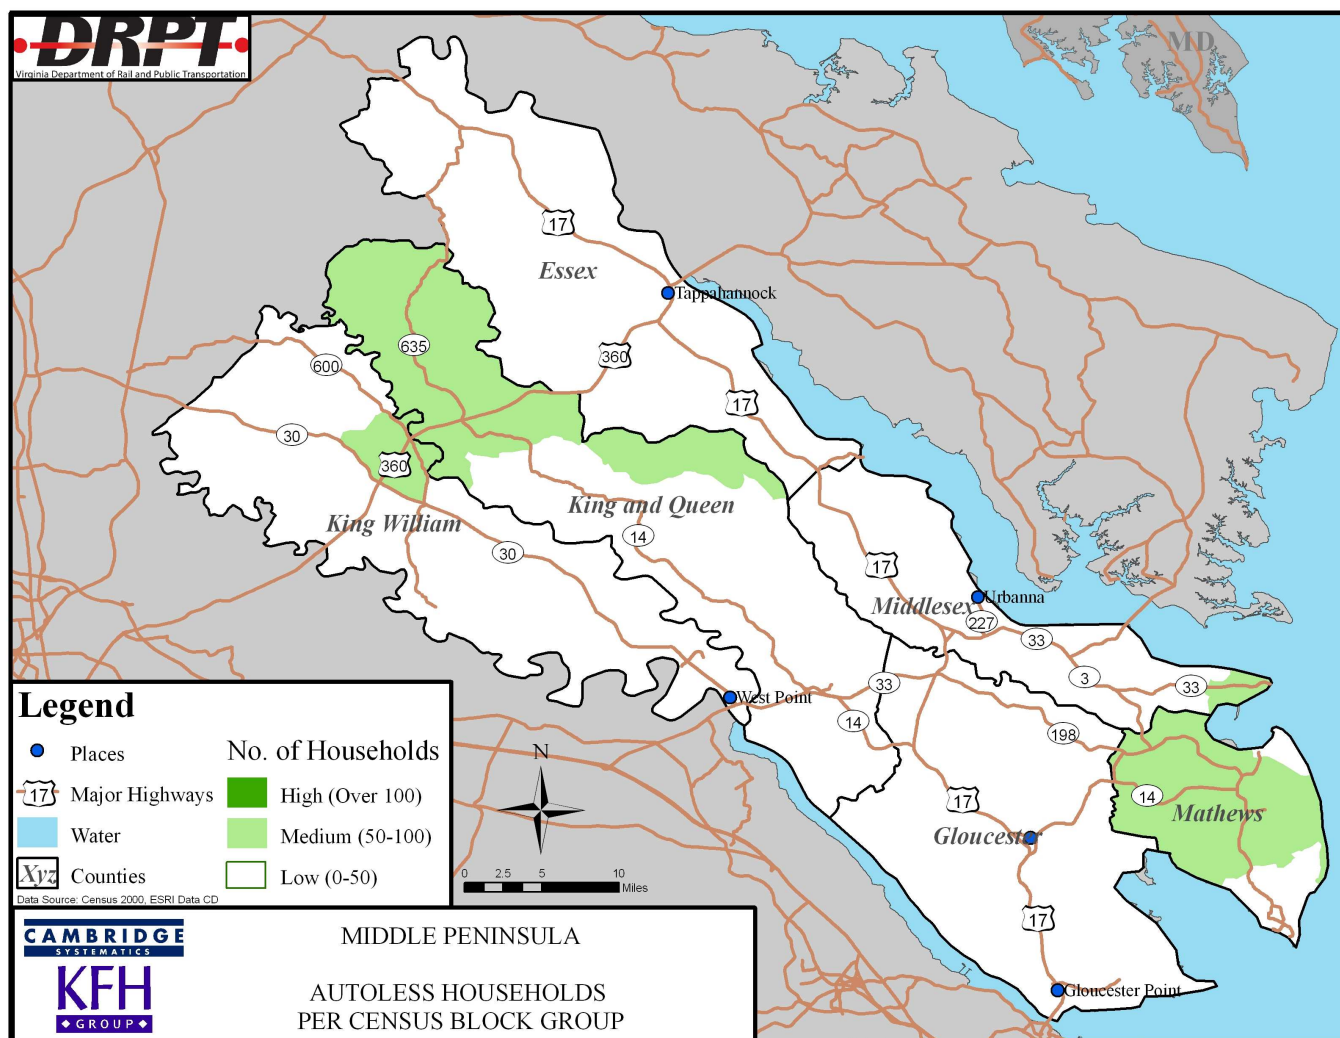 DRPT
Virginia Department of Rail and Public Transportation
MD
17
Essex
Tappahannock
635
360
600
17
30
360
King and Queen
King William
14
30
17
Urbanna
Middlesex
227
33
3
33
33
West Point
14
198
17
14
Mathews
Gloucester
17
Gloucester Point
N
0 2.5 5 10
Miles
Legend
Places
17 Major Highways
Water
Xyz Counties
No. of Households
High (Over 100)
Medium (50-100)
Low (0-50)
Data Source: Census 2000, ESRI Data CD
CAMBRIDGE
SYSTEMATICS
KFH
GROUP
MIDDLE PENINSULA
AUTOLESS HOUSEHOLDS
PER CENSUS BLOCK GROUP